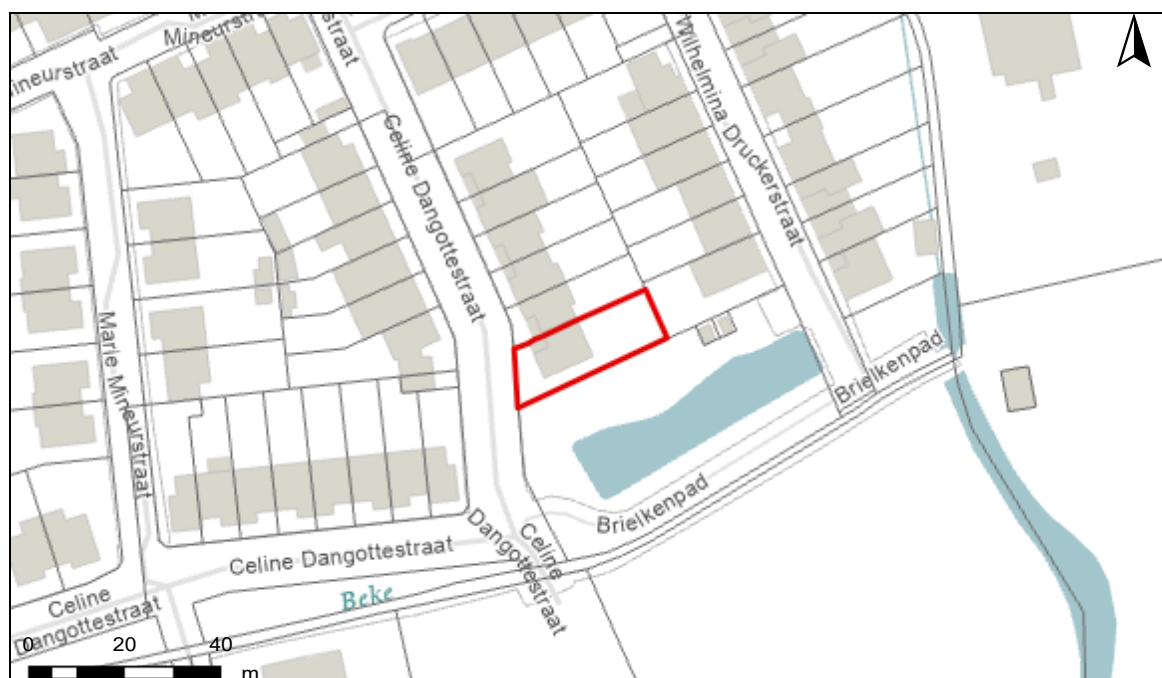 Mineurstraat
Celine Dangottestraat
Wilhelmina Druckerstraat
Marie Mineurstraat
Brielkenpad
Brielkenpad
Celine Dangottestraat
Celine
Dangottestraat
Celine
Dangottestraat
Beke
0 20 40
m